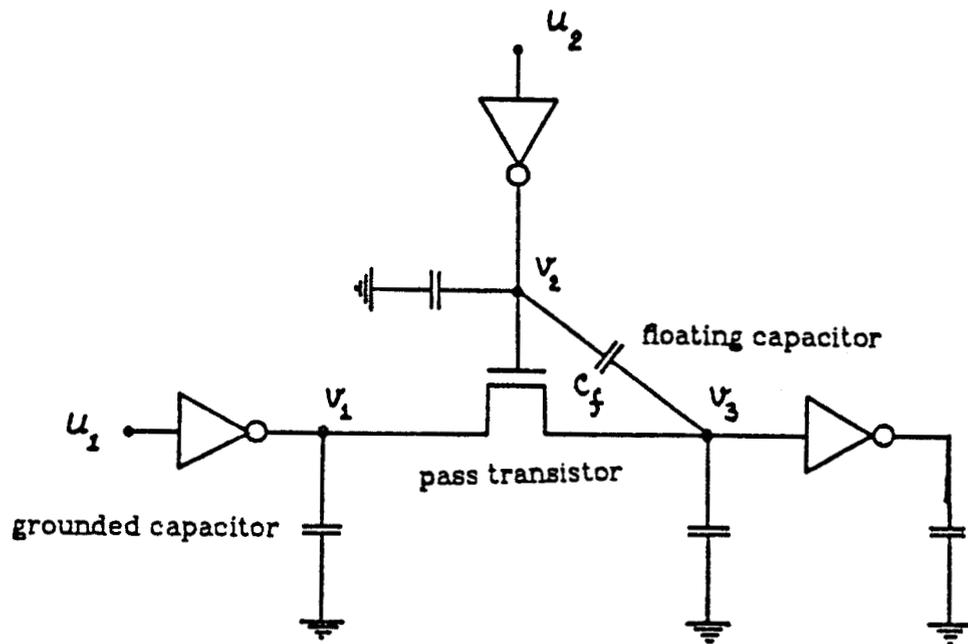 u2
v2
floating capacitor
Cf
v1
v3
u1
pass transistor
grounded capacitor